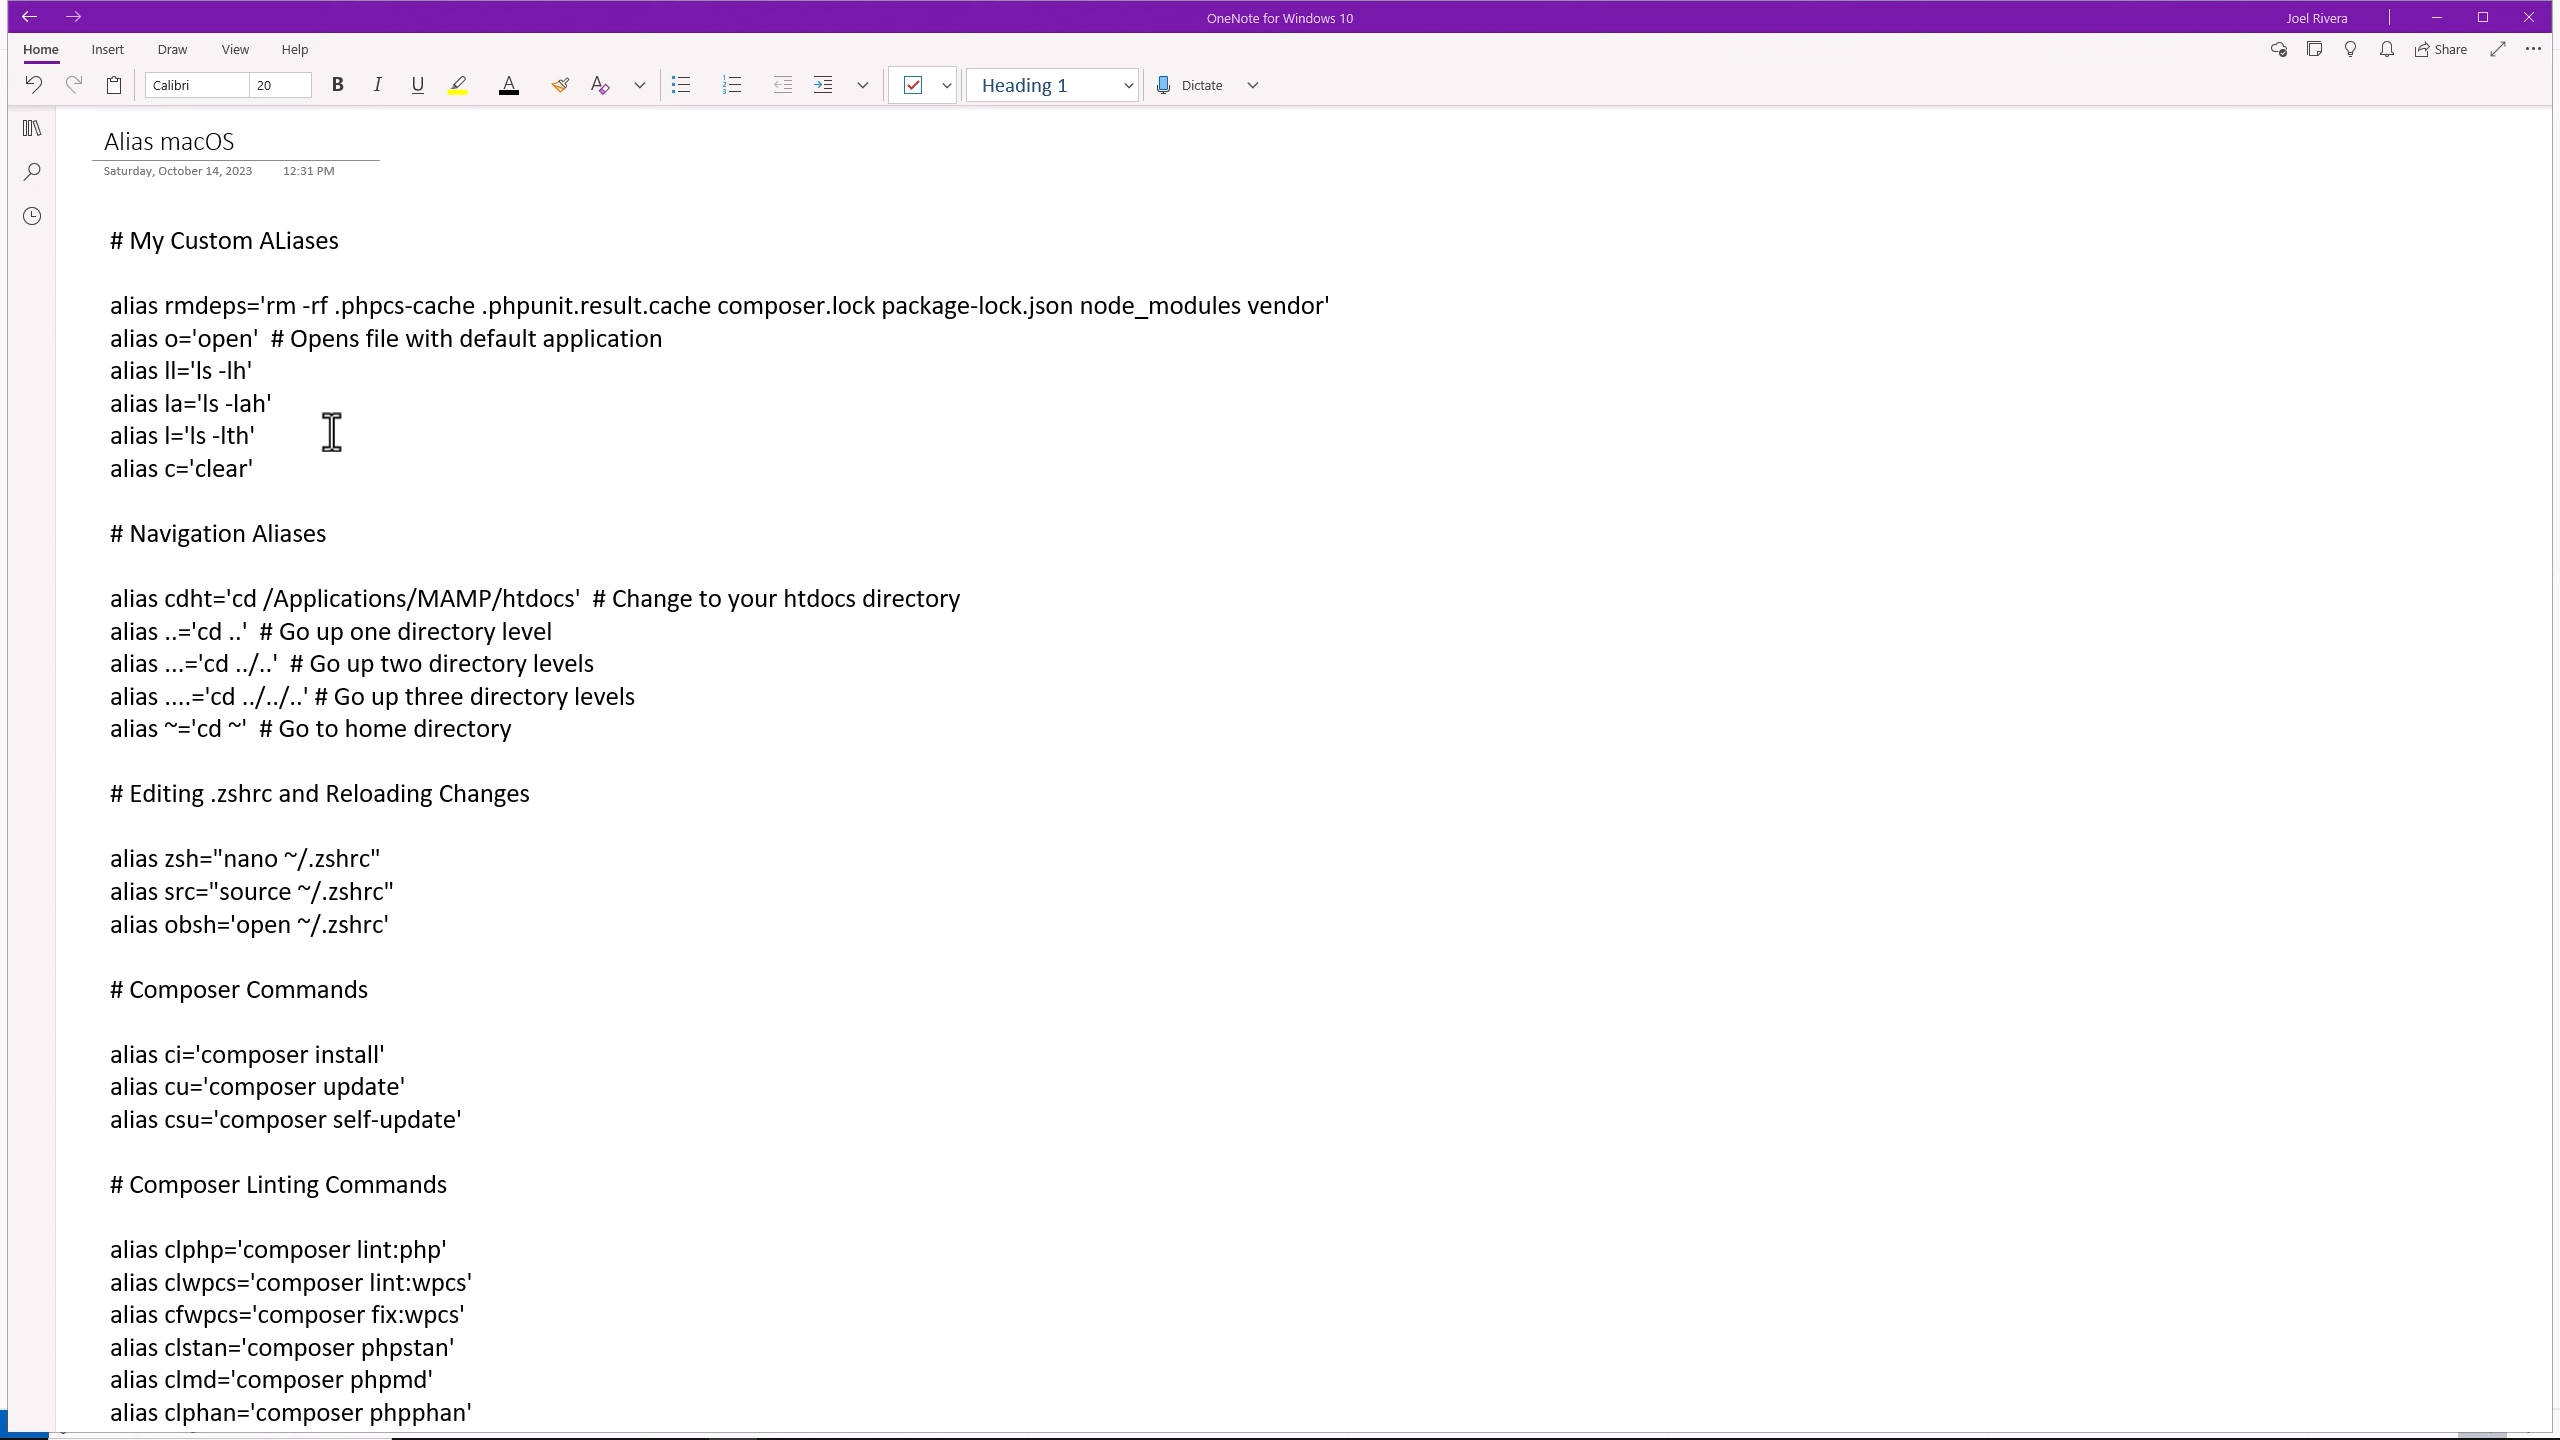 OneNote for Windows 10
Joel Rivera
Home Insert Draw View Help
Share
Calibri 20 B I U A Heading 1 Dictate
Alias macOS
Saturday, October 14, 2023 12:31 PM
# My Custom ALiases
alias rmdeps='rm -rf .phpcs-cache .phpunit.result.cache composer.lock package-lock.json node_modules vendor'
alias o='open'  # Opens file with default application
alias ll='ls -lh'
alias la='ls -lah'
alias l='ls -lth'
alias c='clear'
# Navigation Aliases
alias cdht='cd /Applications/MAMP/htdocs'  # Change to your htdocs directory
alias ..='cd ..'  # Go up one directory level
alias ...='cd ../..'  # Go up two directory levels
alias ....='cd ../../..' # Go up three directory levels
alias ~='cd ~'  # Go to home directory
# Editing .zshrc and Reloading Changes
alias zsh="nano ~/.zshrc"
alias src="source ~/.zshrc"
alias obsh='open ~/.zshrc'
# Composer Commands
alias ci='composer install'
alias cu='composer update'
alias csu='composer self-update'
# Composer Linting Commands
alias clphp='composer lint:php'
alias clwpcs='composer lint:wpcs'
alias cfwpcs='composer fix:wpcs'
alias clstan='composer phpstan'
alias clmd='composer phpmd'
alias clphan='composer phpphan'